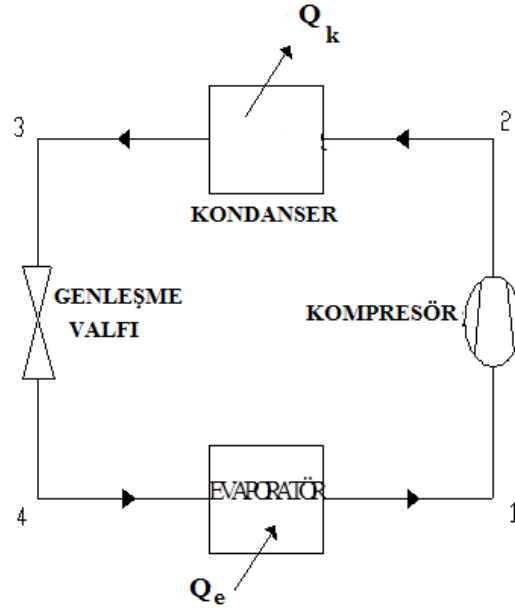 Q k
3
2
KONDANSER
GENLEŞME
VALFI
KOMPRESÖR
EVAPORATÖR
4
1
Q e